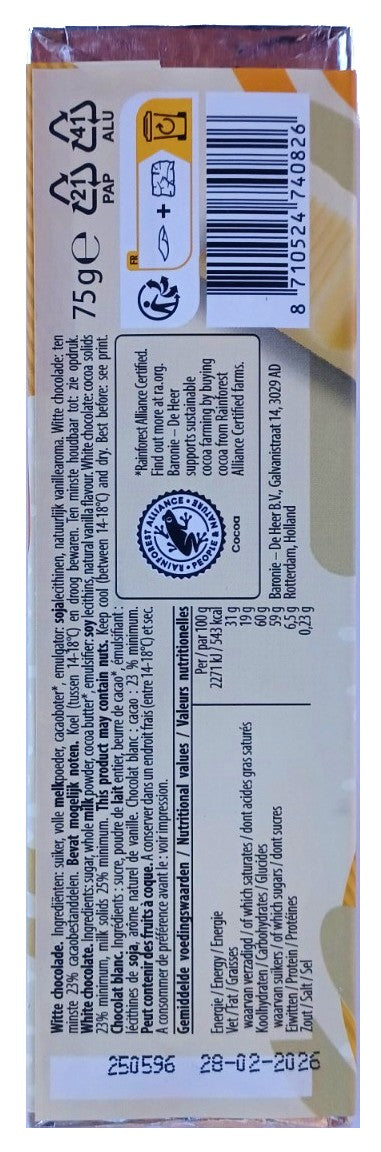 Witte chocolade. Ingrediënten: suiker, volle melkpoeder, cacaoboter*, emulgator: sojalecithinen, natuurlijk vanillearoma. Witte chocolade: ten
minste 23% cacaobestanddelen. Bevat mogelijk noten. Koel (tussen 14-18°C) en droog bewaren. Ten minste houdbaar tot: zie opdruk.
White chocolate. Ingredients: sugar, whole milk powder, cocoa butter*, emulsifier: soy lecithins, natural vanilla flavour. White chocolate: cocoa solids
23% minimum, milk solids 25% minimum. This product may contain nuts. Keep cool (between 14-18°C) and dry. Best before: see print.
Chocolat blanc. Ingrédients : sucre, poudre de lait entier, beurre de cacao*, émulsifiant :
lécithines de soja, arôme naturel de vanille. Chocolat blanc : cacao : 23 % minimum.
Peut contenir des fruits à coque. A conserver dans un endroit frais (entre 14-18°C) et sec.
A consommer de préférence avant le : voir impression.
Gemiddelde voedingswaarden / Nutritional values / Valeurs nutritionelles
Per / par 100 g
Energie / Energy / Energie 2271 kJ / 543 kcal
Vet / Fat / Graisses 31 g
waarvan verzadigd / of which saturates / dont acides gras saturés 19 g
Koolhydraten / Carbohydrates / Glucides 60 g
waarvan suikers / of which sugars / dont sucres 59 g
Eiwitten / Protein / Protéines 6,5 g
Zout / Salt / Sel 0,23 g
250596 28-02-2026
RAINFOREST ALLIANCE • PEOPLE & NATURE •
Cocoa
*Rainforest Alliance Certified.
Find out more at ra.org.
Baronie – De Heer
supports sustainable
cocoa farming by buying
cocoa from Rainforest
Alliance Certified farms.
Baronie – De Heer B.V., Galvanistraat 14, 3029 AD
Rotterdam, Holland
75 g e
21
PAP
41
ALU
FR
+
8 710524 740826